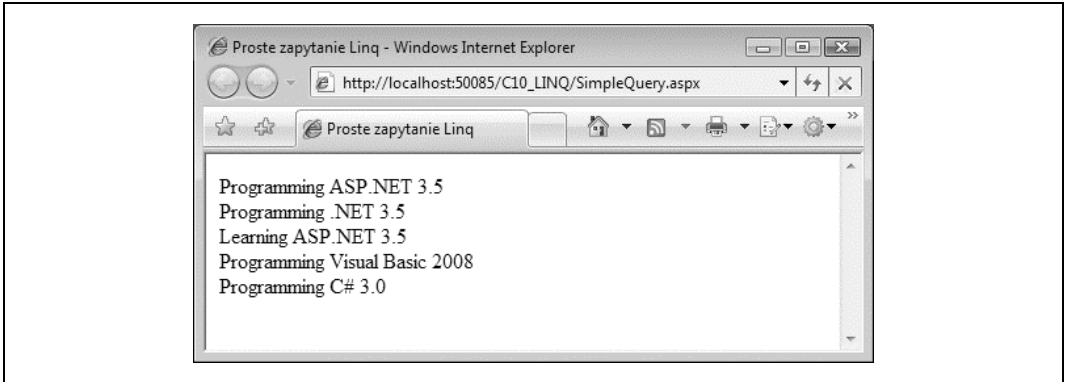 Proste zapytanie Linq - Windows Internet Explorer
http://localhost:50085/C10_LINQ/SimpleQuery.aspx
Proste zapytanie Linq
Programming ASP.NET 3.5
Programming .NET 3.5
Learning ASP.NET 3.5
Programming Visual Basic 2008
Programming C# 3.0